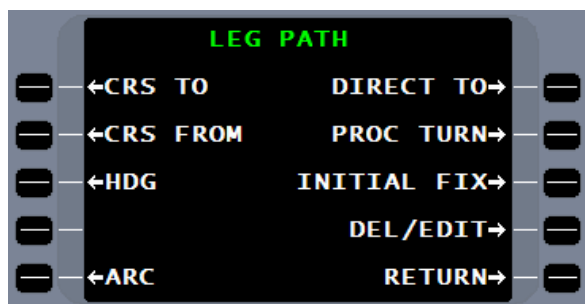 LEG PATH
←CRS TO DIRECT TO→
←CRS FROM PROC TURN→
←HDG INITIAL FIX→
DEL/EDIT→
←ARC RETURN→